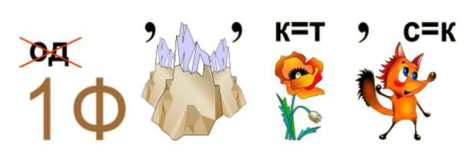 , , к=т , с=к
од
1Ф